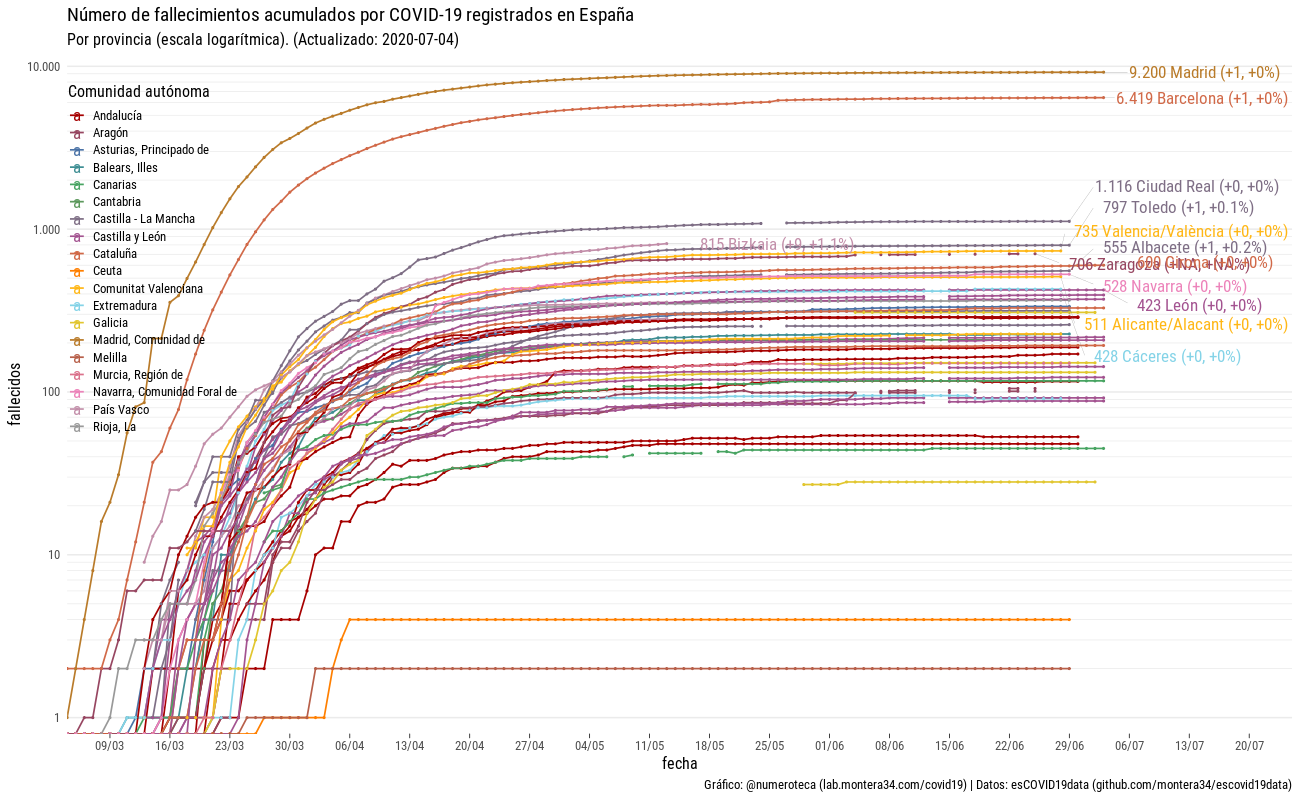 Número de fallecimientos acumulados por COVID-19 registrados en España
Por provincia (escala logarítmica). (Actualizado: 2020-07-04)
10.000
1.000
100
10
1
fallecidos
Comunidad autónoma
Andalucía
Aragón
Asturias, Principado de
Balears, Illes
Canarias
Cantabria
Castilla - La Mancha
Castilla y León
Cataluña
Ceuta
Comunitat Valenciana
Extremadura
Galicia
Madrid, Comunidad de
Melilla
Murcia, Región de
Navarra, Comunidad Foral de
País Vasco
Rioja, La
9.200 Madrid (+1, +0%)
6.419 Barcelona (+1, +0%)
1.116 Ciudad Real (+0, +0%)
797 Toledo (+1, +0.1%)
735 Valencia/València (+0, +0%)
815 Bizkaia (+9, +1.1%)
555 Albacete (+1, +0.2%)
706 Zaragoza (+NA, +NA%)
528 Navarra (+0, +0%)
423 León (+0, +0%)
511 Alicante/Alacant (+0, +0%)
428 Cáceres (+0, +0%)
09/03 16/03 23/03 30/03 06/04 13/04 20/04 27/04 04/05 11/05 18/05 25/05 01/06 08/06 15/06 22/06 29/06 06/07 13/07 20/07
fecha
Gráfico: @numeroteca (lab.montera34.com/covid19) | Datos: esCOVID19data (github.com/montera34/escovid19data)